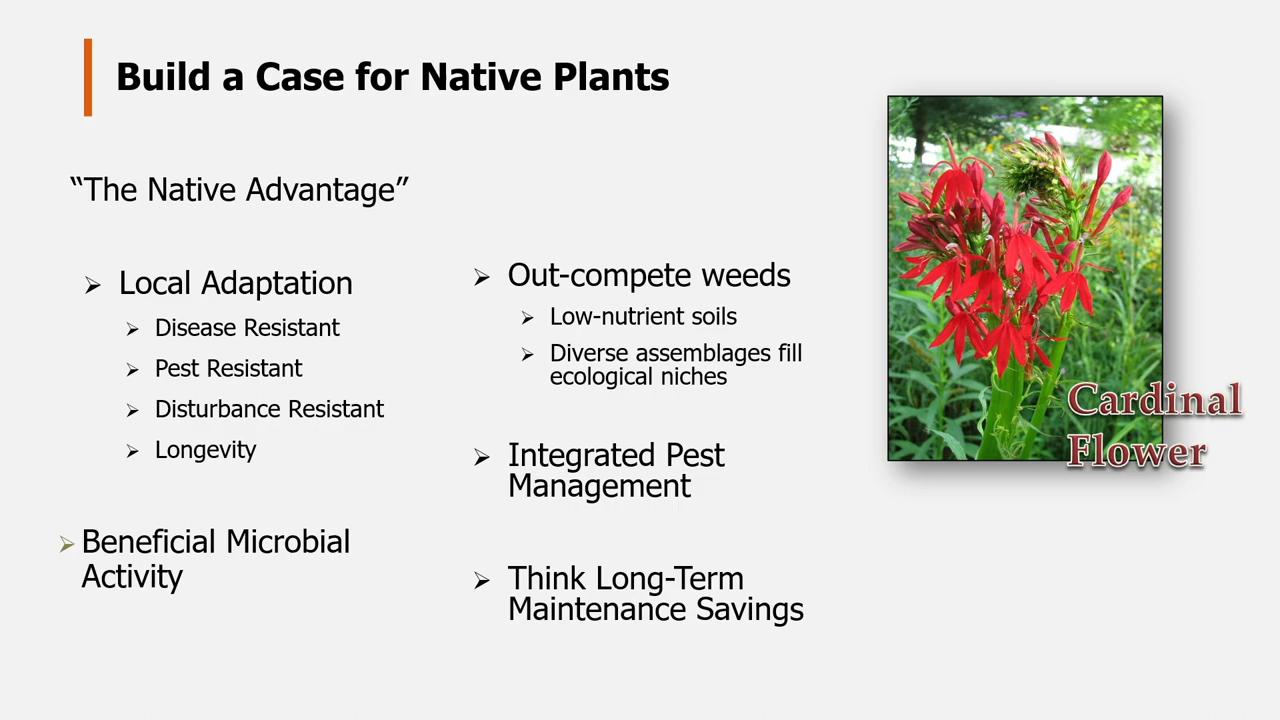 Build a Case for Native Plants
“The Native Advantage”
Local Adaptation
Disease Resistant
Pest Resistant
Disturbance Resistant
Longevity
Beneficial Microbial
Activity
Out-compete weeds
Low-nutrient soils
Diverse assemblages fill
ecological niches
Integrated Pest
Management
Think Long-Term
Maintenance Savings
Cardinal
Flower